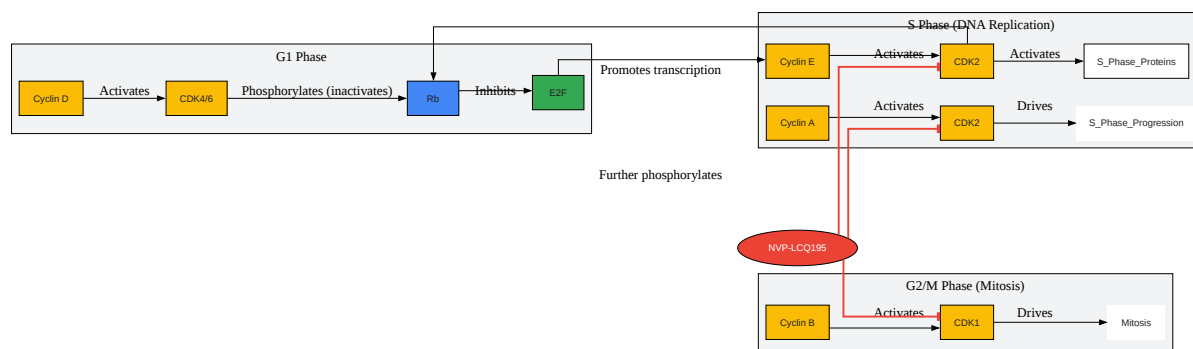 S Phase (DNA Replication)
G1 Phase
Cyclin D
Activates
CDK4/6
Phosphorylates (inactivates)
Rb
Inhibits
E2F
Promotes transcription
Cyclin E
Activates
CDK2
Activates
S_Phase_Proteins
Cyclin A
Activates
CDK2
Drives
S_Phase_Progression
Further phosphorylates
NVP-LCQ195
G2/M Phase (Mitosis)
Cyclin B
Activates
CDK1
Drives
Mitosis